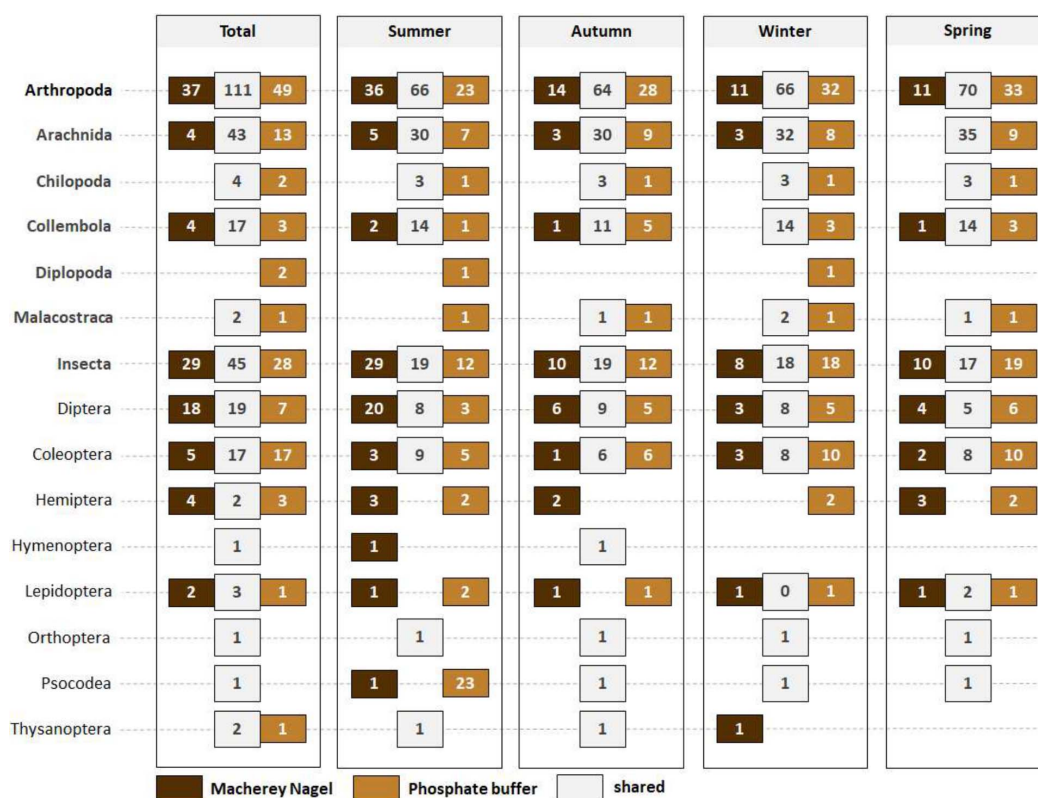 Total Summer Autumn Winter Spring
Arthropoda 37 111 49 36 66 23 14 64 28 11 66 32 11 70 33
Arachnida 4 43 13 5 30 7 3 30 9 3 32 8 35 9
Chilopoda 4 2 3 1 3 1 3 1 3 1
Collembola 4 17 3 2 14 1 1 11 5 14 3 1 14 3
Diplopoda 2 1 1
Malacostraca 2 1 1 1 1 2 1 1 1
Insecta 29 45 28 29 19 12 10 19 12 8 18 18 10 17 19
Diptera 18 19 7 20 8 3 6 9 5 3 8 5 4 5 6
Coleoptera 5 17 17 3 9 5 1 6 6 3 8 10 2 8 10
Hemiptera 4 2 3 3 2 2 2 3 2
Hymenoptera 1 1 1
Lepidoptera 2 3 1 1 2 1 1 1 0 1 1 2 1
Orthoptera 1 1 1 1 1
Psocodea 1 1 23 1 1 1
Thysanoptera 2 1 1 1 1
Macherey Nagel Phosphate buffer shared